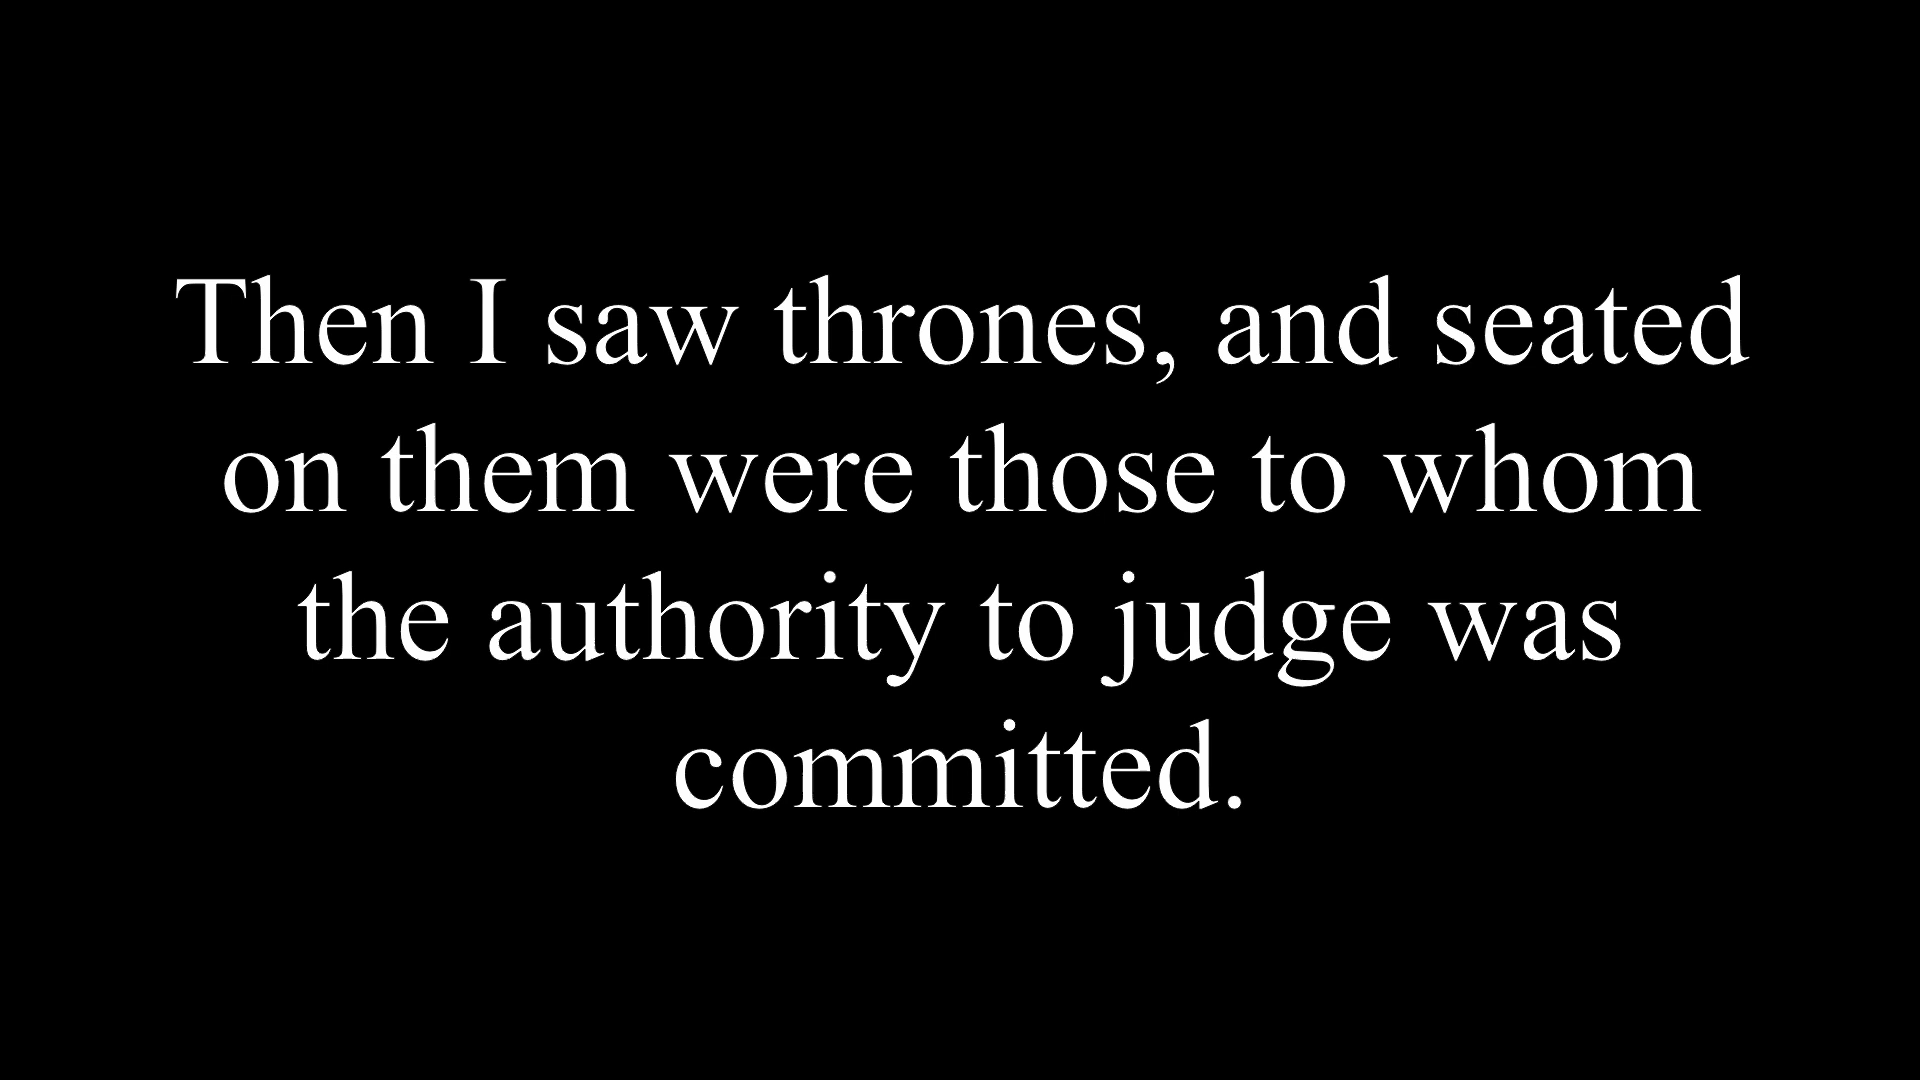 Then I saw thrones, and seated
on them were those to whom
the authority to judge was
committed.